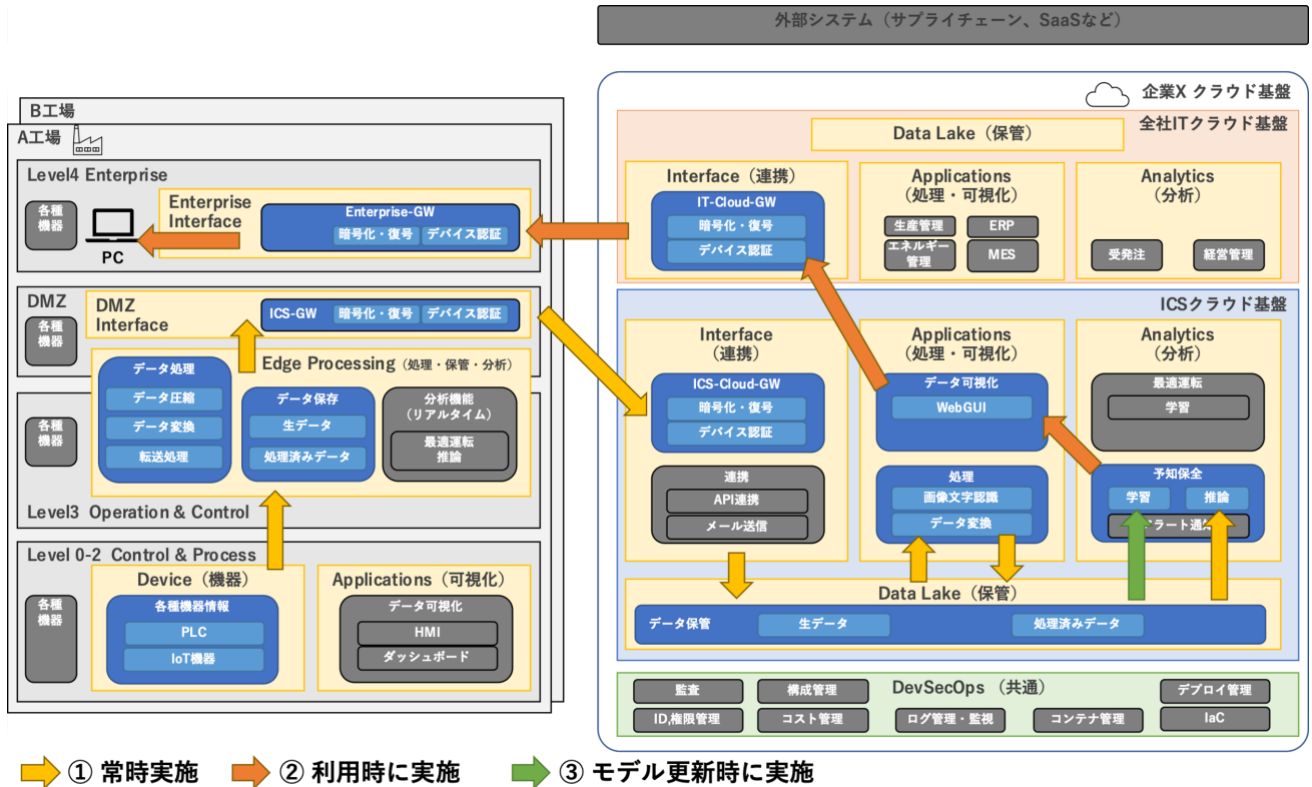 外部システム（サプライチェーン、SaaSなど）
企業X クラウド基盤
全社ITクラウド基盤
Data Lake（保管）
Interface（連携）
IT-Cloud-GW
暗号化・復号
デバイス認証
Applications
（処理・可視化）
生産管理
ERP
エネルギー
管理
MES
Analytics
（分析）
受発注
経営管理
B工場
A工場
Level4 Enterprise
各種
機器
PC
Enterprise
Interface
Enterprise-GW
暗号化・復号
デバイス認証
DMZ
各種
機器
DMZ
Interface
ICS-GW
暗号化・復号
デバイス認証
Edge Processing（処理・保管・分析）
データ処理
データ圧縮
データ変換
転送処理
データ保存
生データ
処理済みデータ
分析機能
（リアルタイム）
最適運転
推論
各種
機器
Level3 Operation & Control
Level 0-2 Control & Process
各種
機器
Device（機器）
各種機器情報
PLC
IoT機器
Applications（可視化）
データ可視化
HMI
ダッシュボード
ICSクラウド基盤
Interface
（連携）
ICS-Cloud-GW
暗号化・復号
デバイス認証
連携
API連携
メール送信
Applications
（処理・可視化）
データ可視化
WebGUI
処理
画像文字認識
データ変換
Analytics
（分析）
最適運転
学習
予知保全
学習
推論
Data Lake（保管）
データ保管
生データ
処理済みデータ
DevSecOps （共通）
監査
構成管理
デプロイ管理
ID,権限管理
コスト管理
ログ管理・監視
コンテナ管理
IaC
① 常時実施
② 利用時に実施
③ モデル更新時に実施